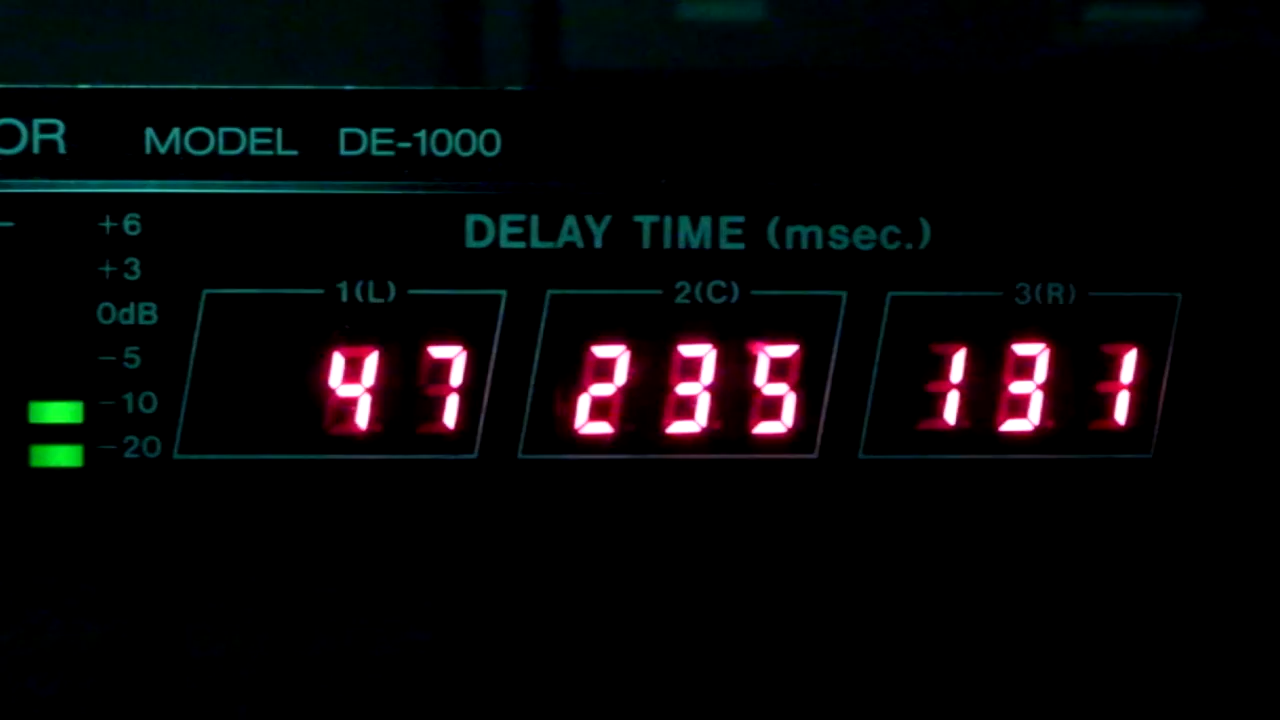 OR MODEL DE-1000
+6
DELAY TIME (msec.)
+3
1(L) 2(C) 3(R)
0dB
-5
47 235 131
-10
-20